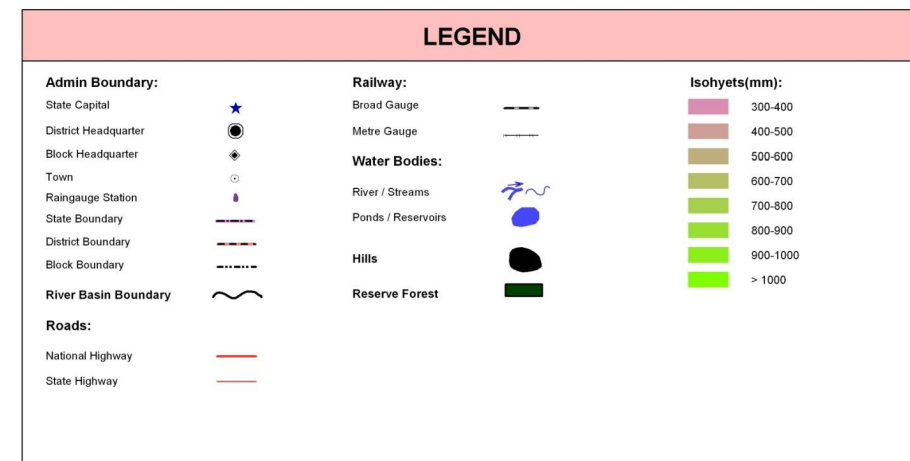 LEGEND
Admin Boundary:
State Capital
District Headquarter
Block Headquarter
Town
Raingauge Station
State Boundary
District Boundary
Block Boundary
River Basin Boundary
Roads:
National Highway
State Highway
Railway:
Broad Gauge
Metre Gauge
Water Bodies:
River / Streams
Ponds / Reservoirs
Hills
Reserve Forest
Isohyets(mm):
300-400
400-500
500-600
600-700
700-800
800-900
900-1000
> 1000